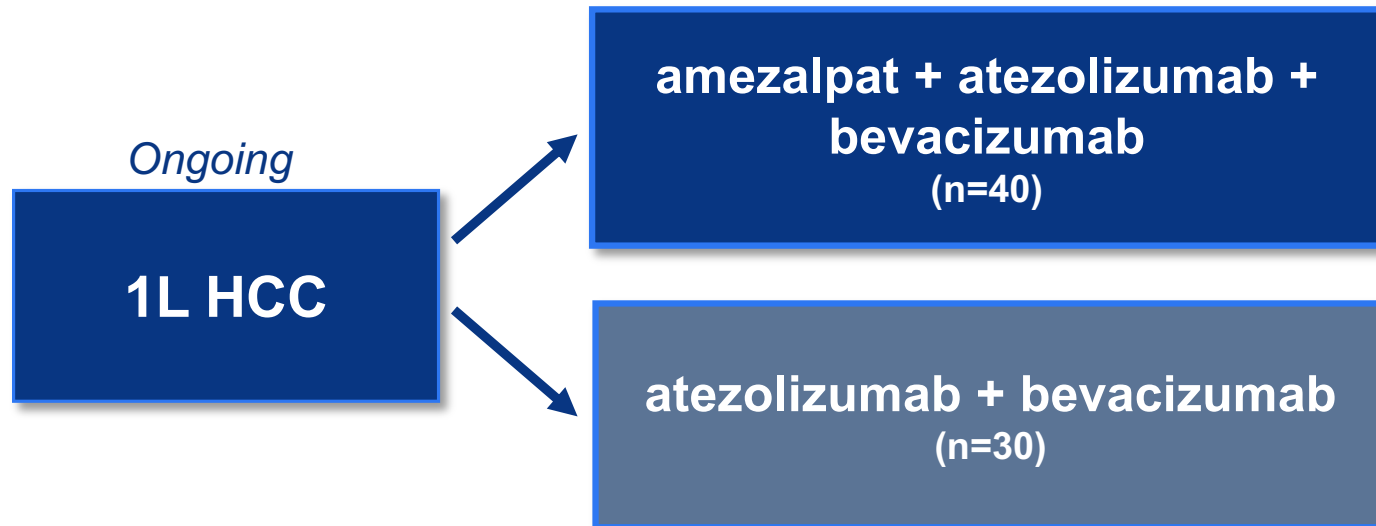 Ongoing
1L HCC
amezalpat + atezolizumab +
bevacizumab
(n=40)
atezolizumab + bevacizumab
(n=30)